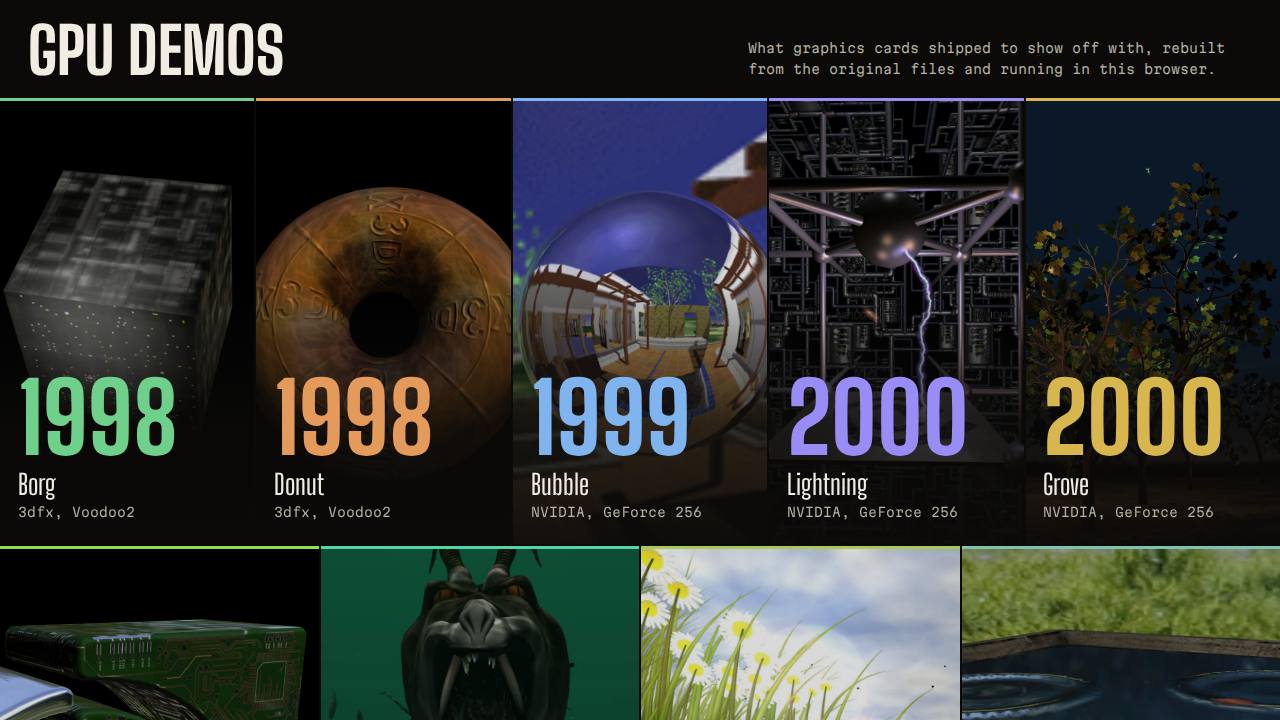 GPU DEMOS
What graphics cards shipped to show off with, rebuilt
from the original files and running in this browser.
1998
Borg
3dfx, Voodoo2
1998
Donut
3dfx, Voodoo2
1999
Bubble
NVIDIA, GeForce 256
2000
Lightning
NVIDIA, GeForce 256
2000
Grove
NVIDIA, GeForce 256